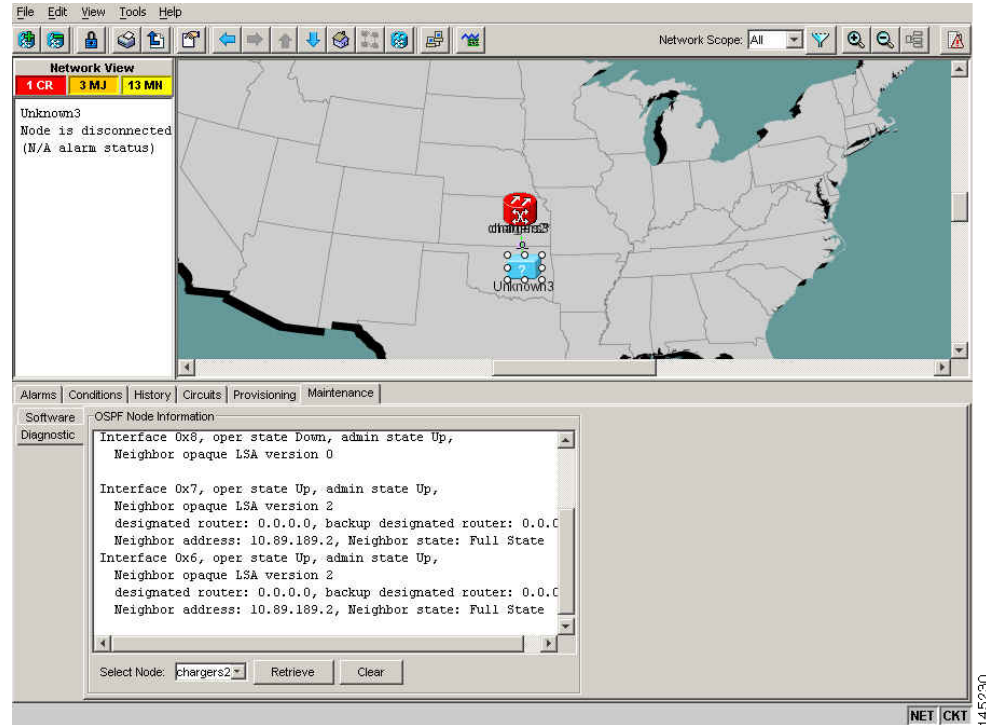 File Edit View Tools Help
Network Scope: All
Network View
1 CR 3 MJ 13 MN
Unknown3
Node is disconnected
(N/A alarm status)
?
Unknown3
Alarms Conditions History Circuits Provisioning Maintenance
Software
Diagnostic
OSPF Node Information
Interface 0x8, oper state Down, admin state Up,
Neighbor opaque LSA version 0
Interface 0x7, oper state Up, admin state Up,
Neighbor opaque LSA version 2
designated router: 0.0.0.0, backup designated router: 0.0.0
Neighbor address: 10.89.189.2, Neighbor state: Full State
Interface 0x6, oper state Up, admin state Up,
Neighbor opaque LSA version 2
designated router: 0.0.0.0, backup designated router: 0.0.0
Neighbor address: 10.89.189.2, Neighbor state: Full State
Select Node: chargers2 Retrieve Clear
NET CKT
145230